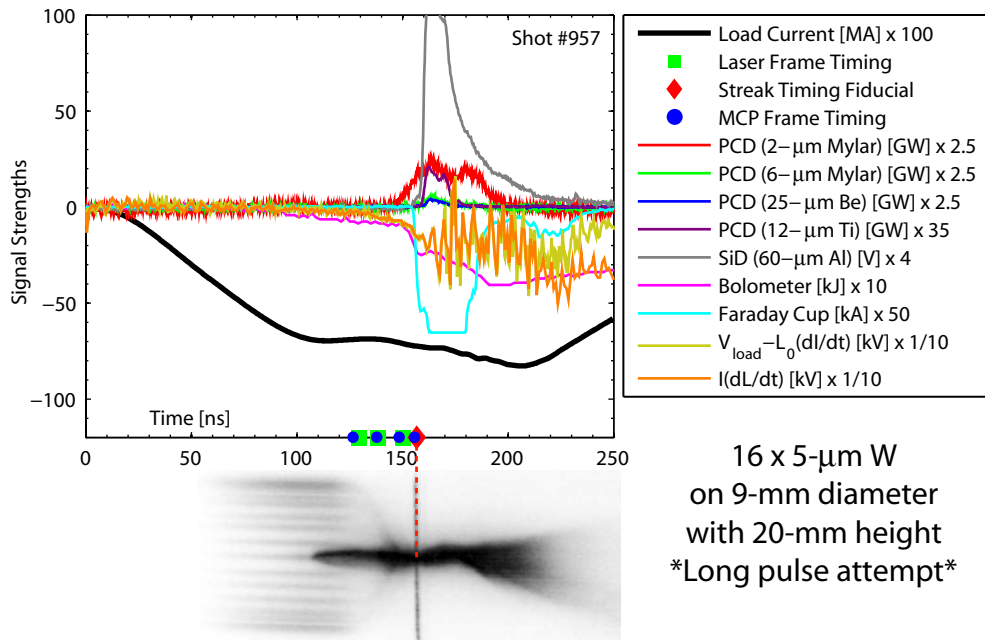 Shot #957
100
50
0
−50
−100
Signal Strengths
Time [ns]
0
50
100
150
200
250
Load Current [MA] x 100
Laser Frame Timing
Streak Timing Fiducial
MCP Frame Timing
PCD (2−μm Mylar) [GW] x 2.5
PCD (6−μm Mylar) [GW] x 2.5
PCD (25−μm Be) [GW] x 2.5
PCD (12−μm Ti) [GW] x 35
SiD (60−μm Al) [V] x 4
Bolometer [kJ] x 10
Faraday Cup [kA] x 50
V_load−L_0(dI/dt) [kV] x 1/10
I(dL/dt) [kV] x 1/10
16 x 5-μm W
on 9-mm diameter
with 20-mm height
*Long pulse attempt*